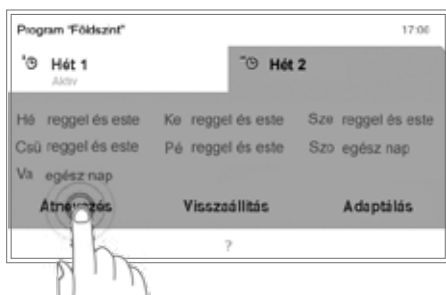 Program "Földszint" 17:00
Hét 1 Hét 2
Aktív
Hé reggel és este Ke reggel és este Sze reggel és este
Csü reggel és este Pé reggel és este Szo egész nap
Va egész nap
Átnevezés Visszaállítás Adaptálás
?